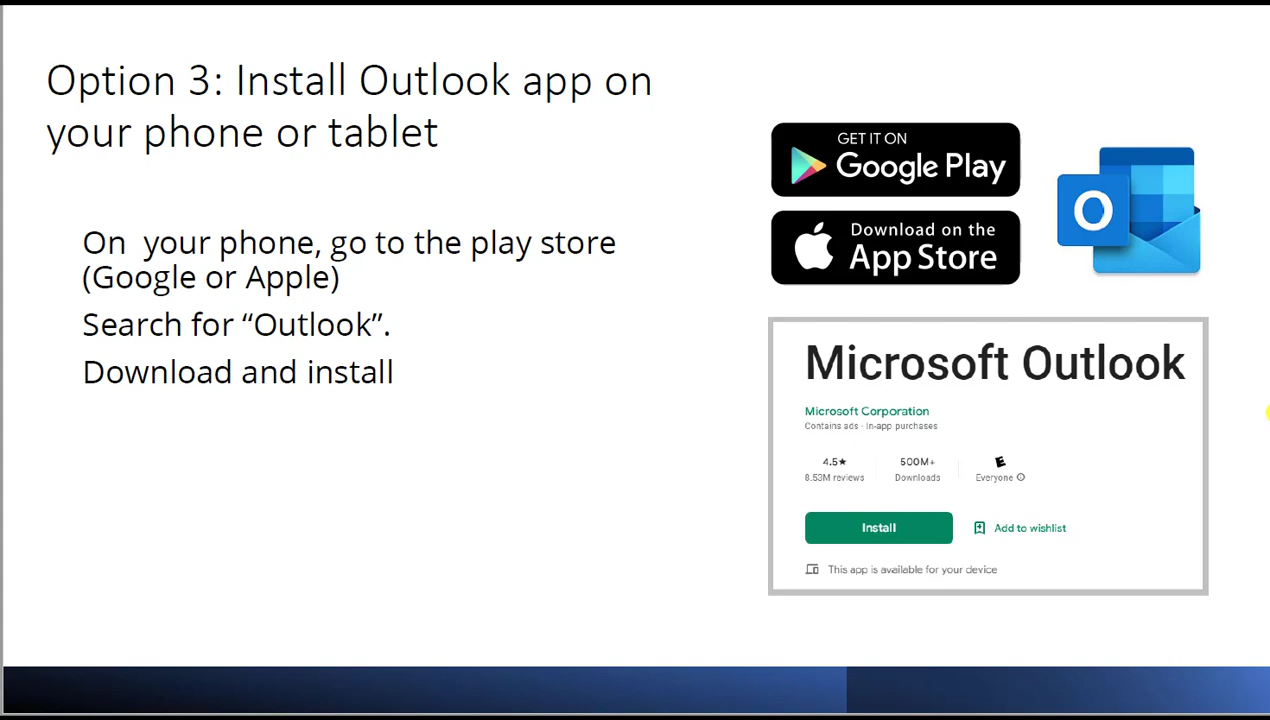 Option 3: Install Outlook app on
your phone or tablet
On your phone, go to the play store
(Google or Apple)
Search for “Outlook”.
Download and install
GET IT ON
Google Play
Download on the
App Store
O
Microsoft Outlook
Microsoft Corporation
Contains ads · In-app purchases
4.5★ 500M+ E
8.53M reviews Downloads Everyone
Install Add to wishlist
This app is available for your device